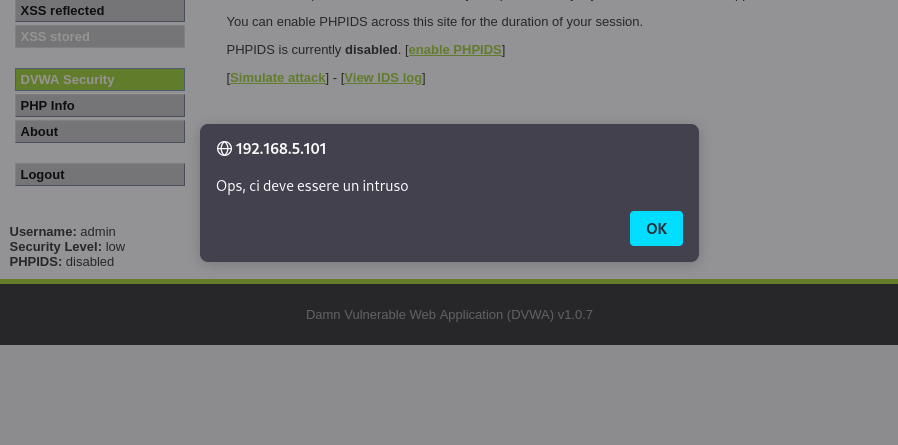 XSS reflected
XSS stored
DVWA Security
PHP Info
About
Logout
You can enable PHPIDS across this site for the duration of your session.
PHPIDS is currently disabled. [enable PHPIDS]
[Simulate attack] - [View IDS log]
192.168.5.101
Ops, ci deve essere un intruso
OK
Username: admin
Security Level: low
PHPIDS: disabled
Damn Vulnerable Web Application (DVWA) v1.0.7